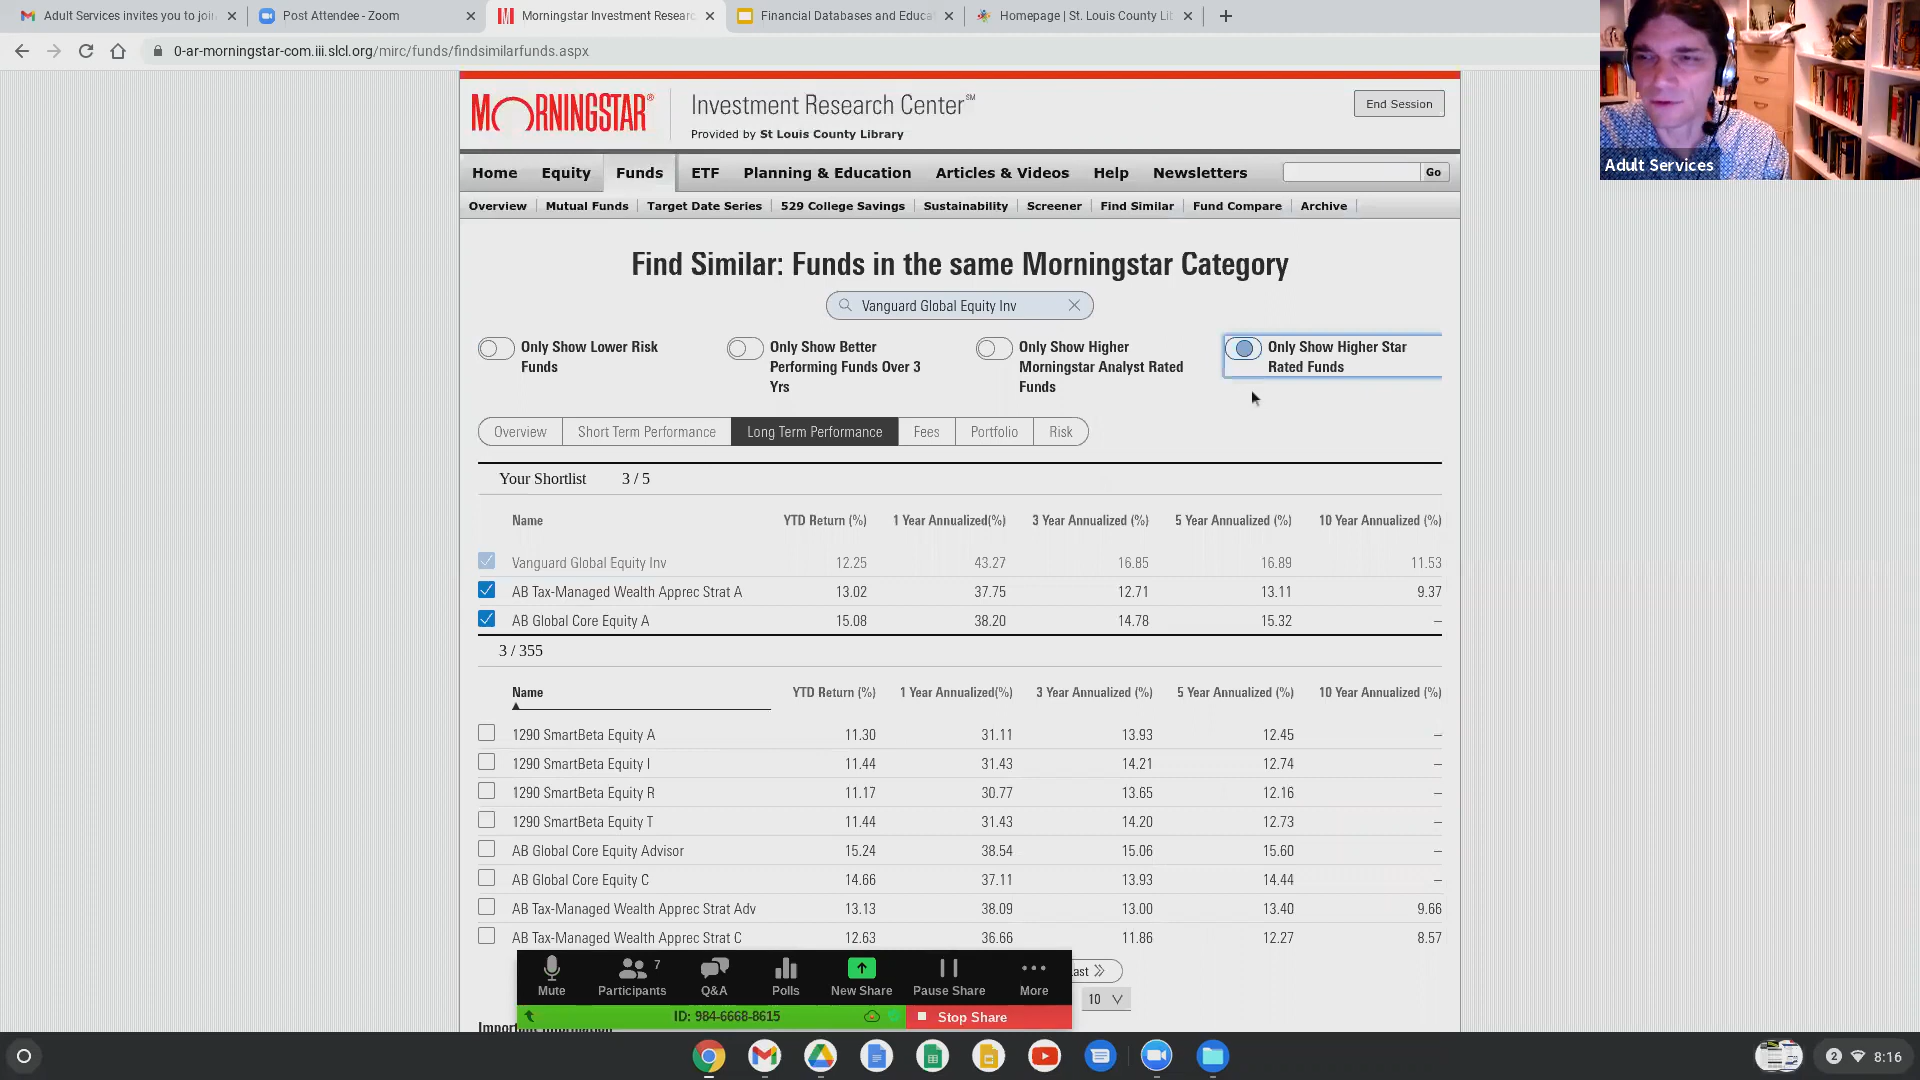 Adult Services invites you to joi
Post Attendee - Zoom
Morningstar Investment Researc
Financial Databases and Educa
Homepage | St. Louis County Li
0-ar-morningstar-com.iii.slcl.org/mirc/funds/findsimilarfunds.aspx
Adult Services
MORNINGSTAR®
Investment Research Center℠
Provided by St Louis County Library
End Session
Home Equity Funds ETF Planning & Education Articles & Videos Help Newsletters Go
Overview Mutual Funds Target Date Series 529 College Savings Sustainability Screener Find Similar Fund Compare Archive
Find Similar: Funds in the same Morningstar Category
Vanguard Global Equity Inv
Only Show Lower Risk
Funds
Only Show Better
Performing Funds Over 3
Yrs
Only Show Higher
Morningstar Analyst Rated
Funds
Only Show Higher Star
Rated Funds
Overview Short Term Performance Long Term Performance Fees Portfolio Risk
Your Shortlist 3 / 5
Name YTD Return (%) 1 Year Annualized(%) 3 Year Annualized (%) 5 Year Annualized (%) 10 Year Annualized (%)
Vanguard Global Equity Inv 12.25 43.27 16.85 16.89 11.53
AB Tax-Managed Wealth Apprec Strat A 13.02 37.75 12.71 13.11 9.37
AB Global Core Equity A 15.08 38.20 14.78 15.32 –
3 / 355
Name YTD Return (%) 1 Year Annualized(%) 3 Year Annualized (%) 5 Year Annualized (%) 10 Year Annualized (%)
1290 SmartBeta Equity A 11.30 31.11 13.93 12.45 –
1290 SmartBeta Equity I 11.44 31.43 14.21 12.74 –
1290 SmartBeta Equity R 11.17 30.77 13.65 12.16 –
1290 SmartBeta Equity T 11.44 31.43 14.20 12.73 –
AB Global Core Equity Advisor 15.24 38.54 15.06 15.60 –
AB Global Core Equity C 14.66 37.11 13.93 14.44 –
AB Tax-Managed Wealth Apprec Strat Adv 13.13 38.09 13.00 13.40 9.66
AB Tax-Managed Wealth Apprec Strat C 12.63 36.66 11.86 12.27 8.57
Last
10
7
Mute Participants Q&A Polls New Share Pause Share More
ID: 984-6668-8615 Stop Share
Important Information
2 8:16